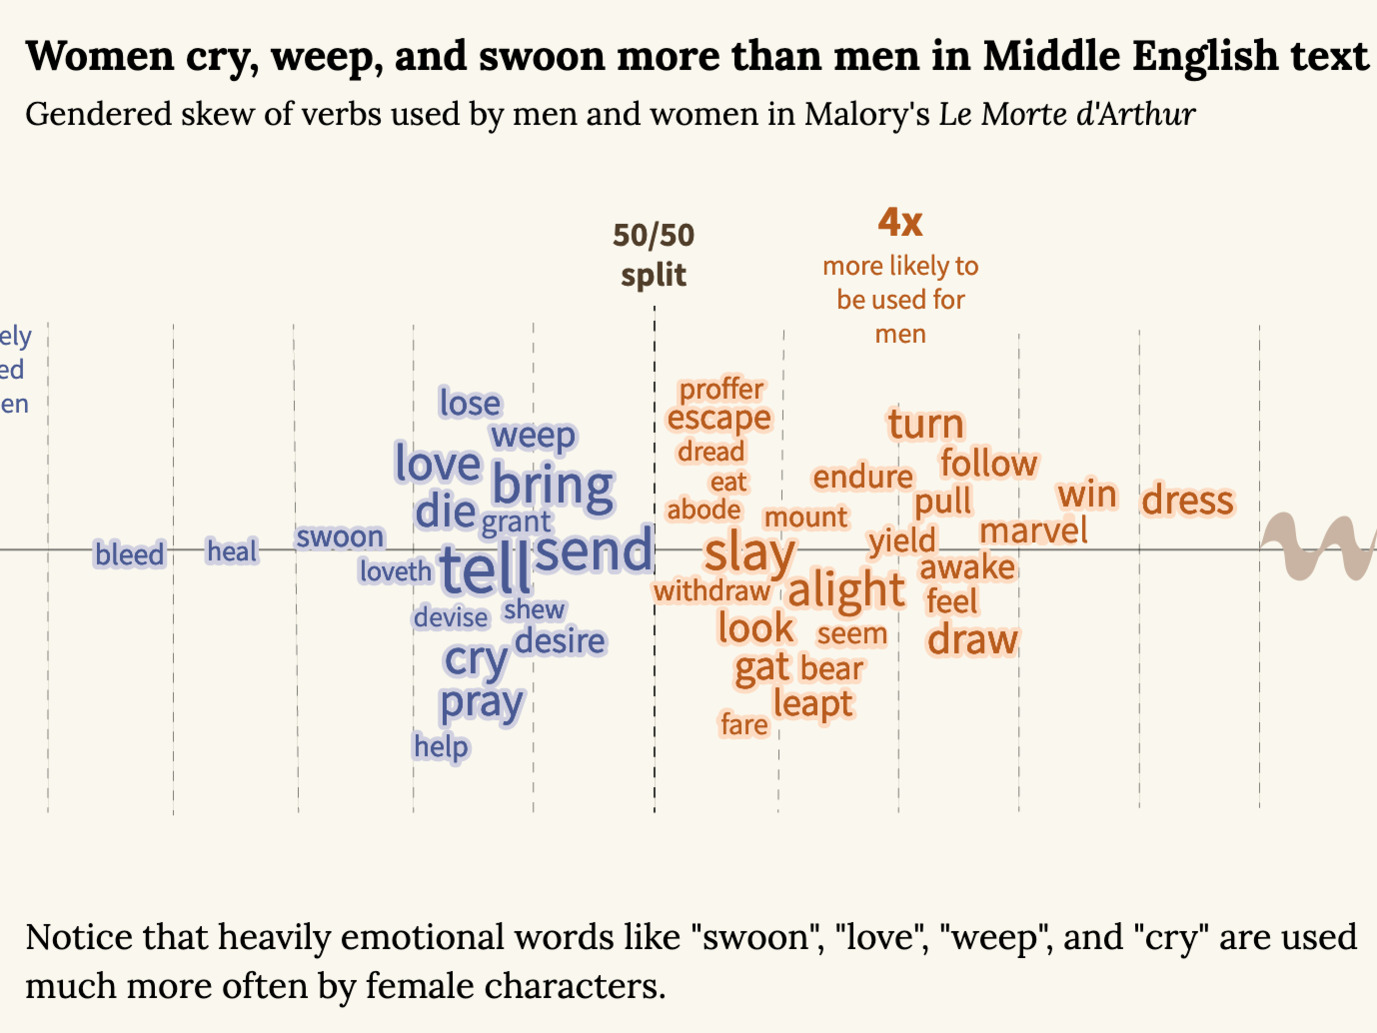 Women cry, weep, and swoon more than men in Middle English text
Gendered skew of verbs used by men and women in Malory's Le Morte d'Arthur
50/50
split
4x
more likely to
be used for
men
ely
ed
en
proffer
lose
escape
turn
weep
dread
love
follow
bring
eat
endure
win
dress
die
grant
abode
mount
pull
marvel
swoon
bleed
heal
send
slay
yield
loveth
tell
awake
withdraw
alight
feel
devise
shew
look
seem
draw
desire
cry
gat
bear
pray
leapt
fare
help
Notice that heavily emotional words like "swoon", "love", "weep", and "cry" are used
much more often by female characters.